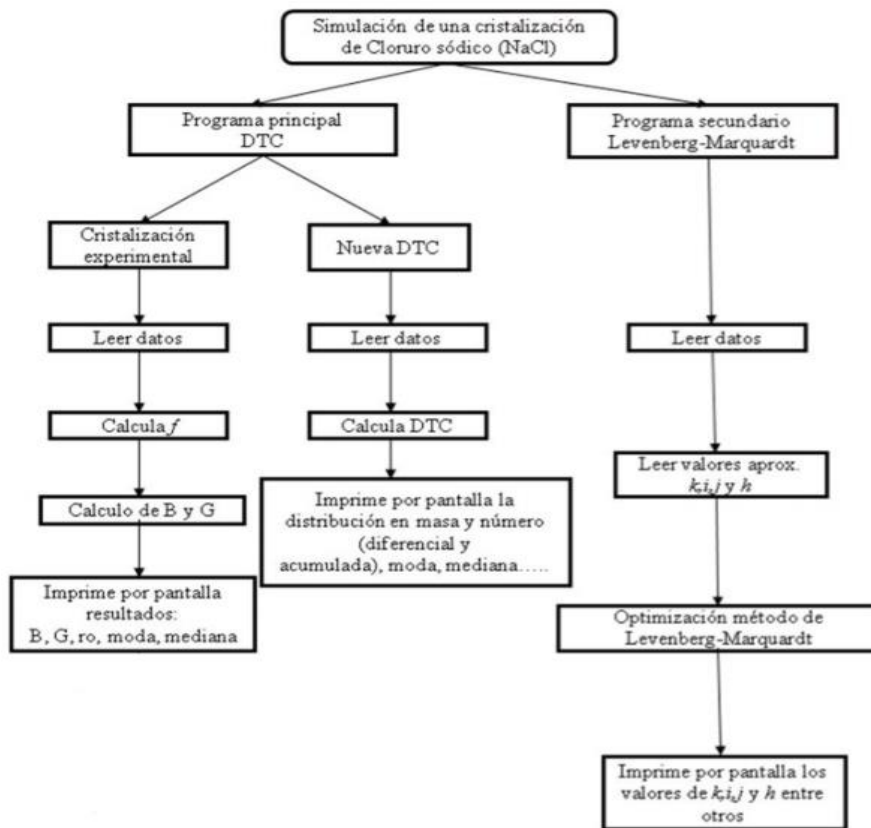 Simulación de una cristalización
de Cloruro sódico (NaCl)
Programa principal
DTC
Programa secundario
Levenberg-Marquardt
Cristalización
experimental
Nueva DTC
Leer datos
Leer datos
Leer datos
Calcula f
Calcula DTC
Leer valores aprox.
k,i,j y h
Calculo de B y G
Imprime por pantalla la
distribución en masa y número
(diferencial y
acumulada), moda, mediana.....
Imprime por pantalla
resultados:
B, G, ro, moda, mediana
Optimización método de
Levenberg-Marquardt
Imprime por pantalla los
valores de k,i,j y h entre
otros